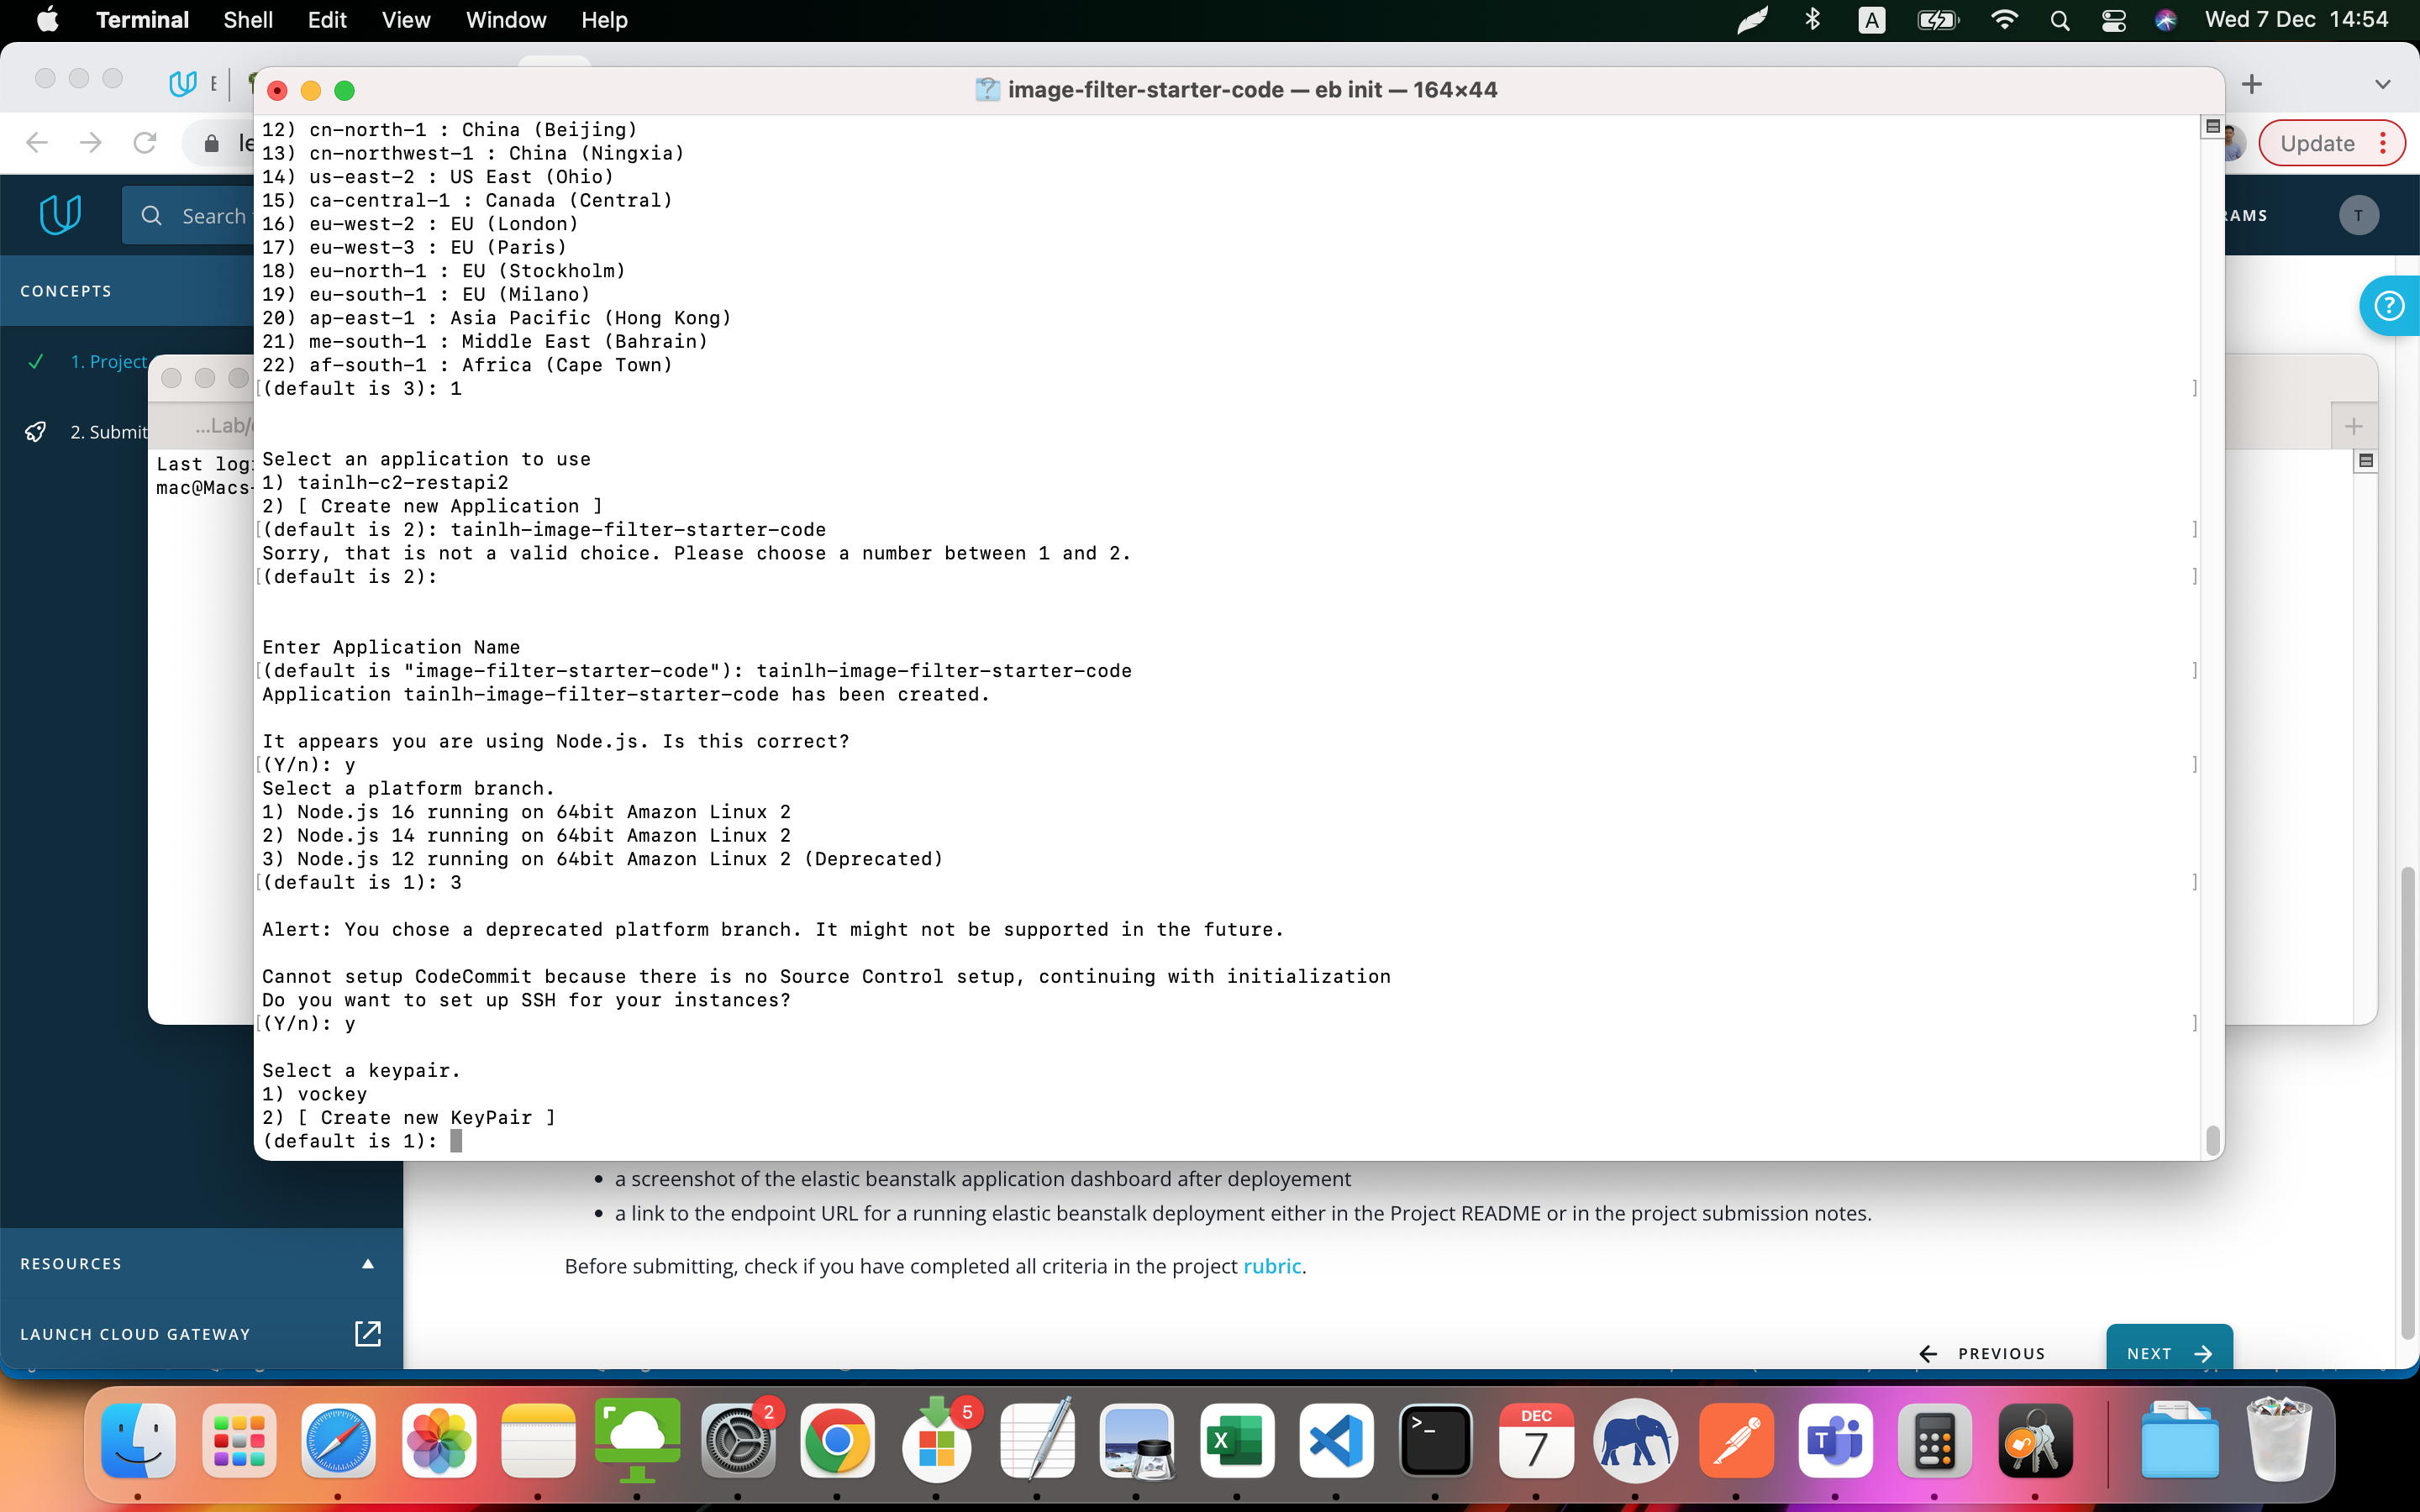 Terminal Shell Edit View Window Help
A
Wed 7 Dec 14:54
E
image-filter-starter-code — eb init — 164×44
le
Update
Search
RAMS
T
CONCEPTS
1. Project
2. Submit
...Lab/
Last log
mac@Macs-
12) cn-north-1 : China (Beijing)
13) cn-northwest-1 : China (Ningxia)
14) us-east-2 : US East (Ohio)
15) ca-central-1 : Canada (Central)
16) eu-west-2 : EU (London)
17) eu-west-3 : EU (Paris)
18) eu-north-1 : EU (Stockholm)
19) eu-south-1 : EU (Milano)
20) ap-east-1 : Asia Pacific (Hong Kong)
21) me-south-1 : Middle East (Bahrain)
22) af-south-1 : Africa (Cape Town)
[(default is 3): 1 ]
Select an application to use
1) tainlh-c2-restapi2
2) [ Create new Application ]
[(default is 2): tainlh-image-filter-starter-code ]
Sorry, that is not a valid choice. Please choose a number between 1 and 2.
[(default is 2): ]
Enter Application Name
[(default is "image-filter-starter-code"): tainlh-image-filter-starter-code ]
Application tainlh-image-filter-starter-code has been created.
It appears you are using Node.js. Is this correct?
[(Y/n): y ]
Select a platform branch.
1) Node.js 16 running on 64bit Amazon Linux 2
2) Node.js 14 running on 64bit Amazon Linux 2
3) Node.js 12 running on 64bit Amazon Linux 2 (Deprecated)
[(default is 1): 3 ]
Alert: You chose a deprecated platform branch. It might not be supported in the future.
Cannot setup CodeCommit because there is no Source Control setup, continuing with initialization
Do you want to set up SSH for your instances?
[(Y/n): y ]
Select a keypair.
1) vockey
2) [ Create new KeyPair ]
(default is 1):
a screenshot of the elastic beanstalk application dashboard after deployement
a link to the endpoint URL for a running elastic beanstalk deployment either in the Project README or in the project submission notes.
Before submitting, check if you have completed all criteria in the project rubric.
RESOURCES
LAUNCH CLOUD GATEWAY
PREVIOUS
NEXT
2
5
DEC
7